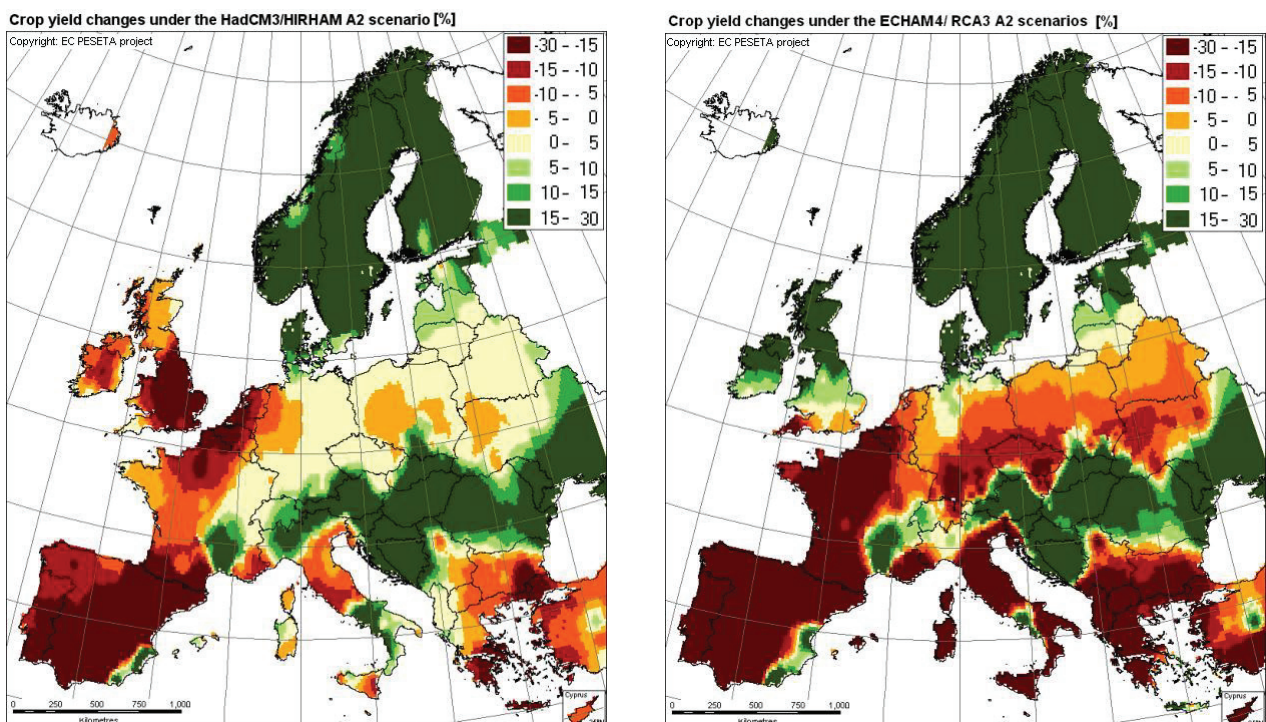 Crop yield changes under the HadCM3/HIRHAM A2 scenario [%]
Copyright: EC PESETA project
-30 - -15
-15 - -10
-10 - - 5
- 5 - 0
0 - 5
5 - 10
10 - 15
15 - 30
0 250 500 1,000
Kilometres
Cyprus
Crop yield changes under the ECHAM4/ RCA3 A2 scenarios [%]
Copyright: EC PESETA project
-30 - -15
-15 - -10
-10 - - 5
- 5 - 0
0 - 5
5 - 10
10 - 15
15 - 30
0 250 500 1,000
Kilometres
Cyprus